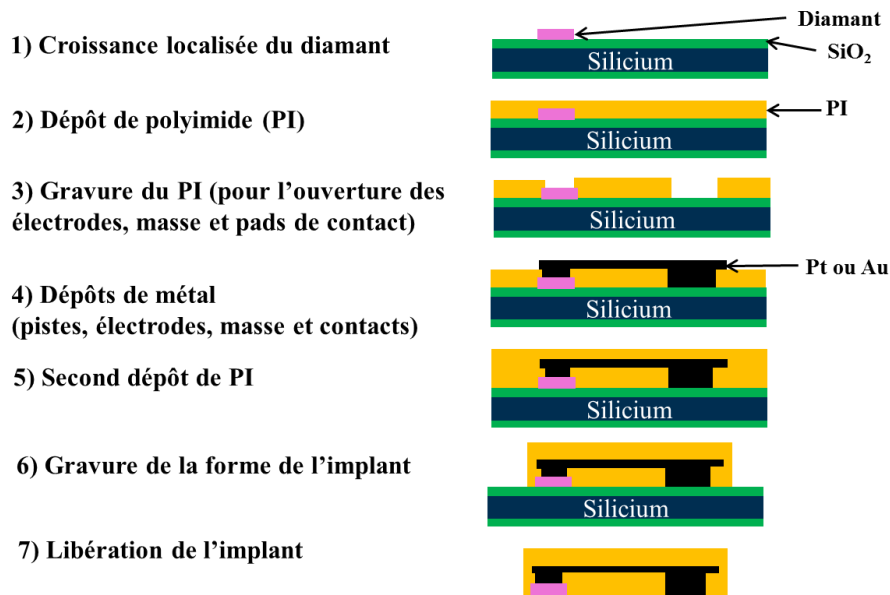 1) Croissance localisée du diamant
Diamant
SiO₂
Silicium
2) Dépôt de polyimide (PI)
PI
Silicium
3) Gravure du PI (pour l’ouverture des
électrodes, masse et pads de contact)
Silicium
4) Dépôts de métal
(pistes, électrodes, masse et contacts)
Pt ou Au
Silicium
5) Second dépôt de PI
Silicium
6) Gravure de la forme de l’implant
Silicium
7) Libération de l’implant